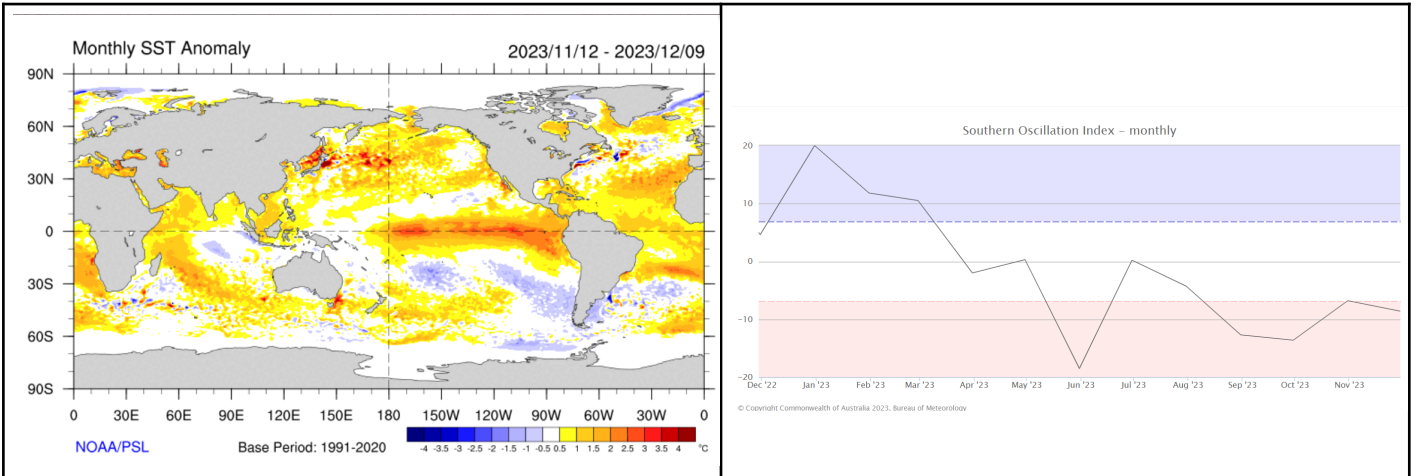 Monthly SST Anomaly 2023/11/12 - 2023/12/09
90N
60N
30N
0
30S
60S
90S
0 30E 60E 90E 120E 150E 180 150W 120W 90W 60W 30W 0
NOAA/PSL Base Period: 1991-2020
-4 -3.5 -3 -2.5 -2 -1.5 -1 -0.5 0.5 1 1.5 2 2.5 3 3.5 4 °C
Southern Oscillation Index – monthly
20
10
0
−10
−20
Dec '22 Jan '23 Feb '23 Mar '23 Apr '23 May '23 Jun '23 Jul '23 Aug '23 Sep '23 Oct '23 Nov '23
© Copyright Commonwealth of Australia 2023, Bureau of Meteorology